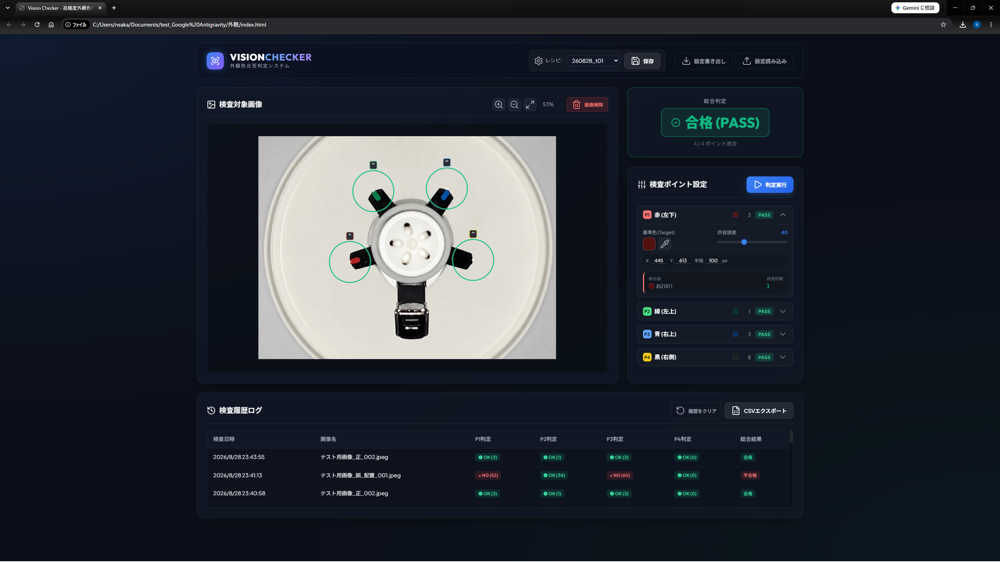 Vision Checker - 高精度外観色
Gemini に相談
ファイル
C:/Users/nsaka/Documents/test_Google%20Antigravity/外観/index.html
S
VISIONCHECKER
外観色合否判定システム
レシピ: 260828_t01
保存
設定書き出し
設定読み込み
検査対象画像
53%
画像解除
P2
P3
P1
P4
総合判定
合格 (PASS)
4 / 4 ポイント適合
検査ポイント設定
判定実行
P1 赤 (左下) 3 PASS
基準色 (Target)
許容誤差 40
X: 445 Y: 613 半径: 100 px
検出値 誤差距離
#521011 3
P2 緑 (左上) 1 PASS
P3 青 (右上) 3 PASS
P4 黒 (右側) 0 PASS
検査履歴ログ
履歴をクリア
CSVエクスポート
検査日時 画像名 P1判定 P2判定 P3判定 P4判定 総合結果
2026/8/28 23:43:55 テスト用画像_正_002.jpeg ●OK (3) ●OK (1) ●OK (3) ●OK (0) 合格
2026/8/28 23:41:13 テスト用画像_誤_配置_001.jpeg × NG (52) ●OK (34) × NG (60) ●OK (0) 不合格
2026/8/28 23:40:58 テスト用画像_正_002.jpeg ●OK (3) ●OK (1) ●OK (3) ●OK (0) 合格